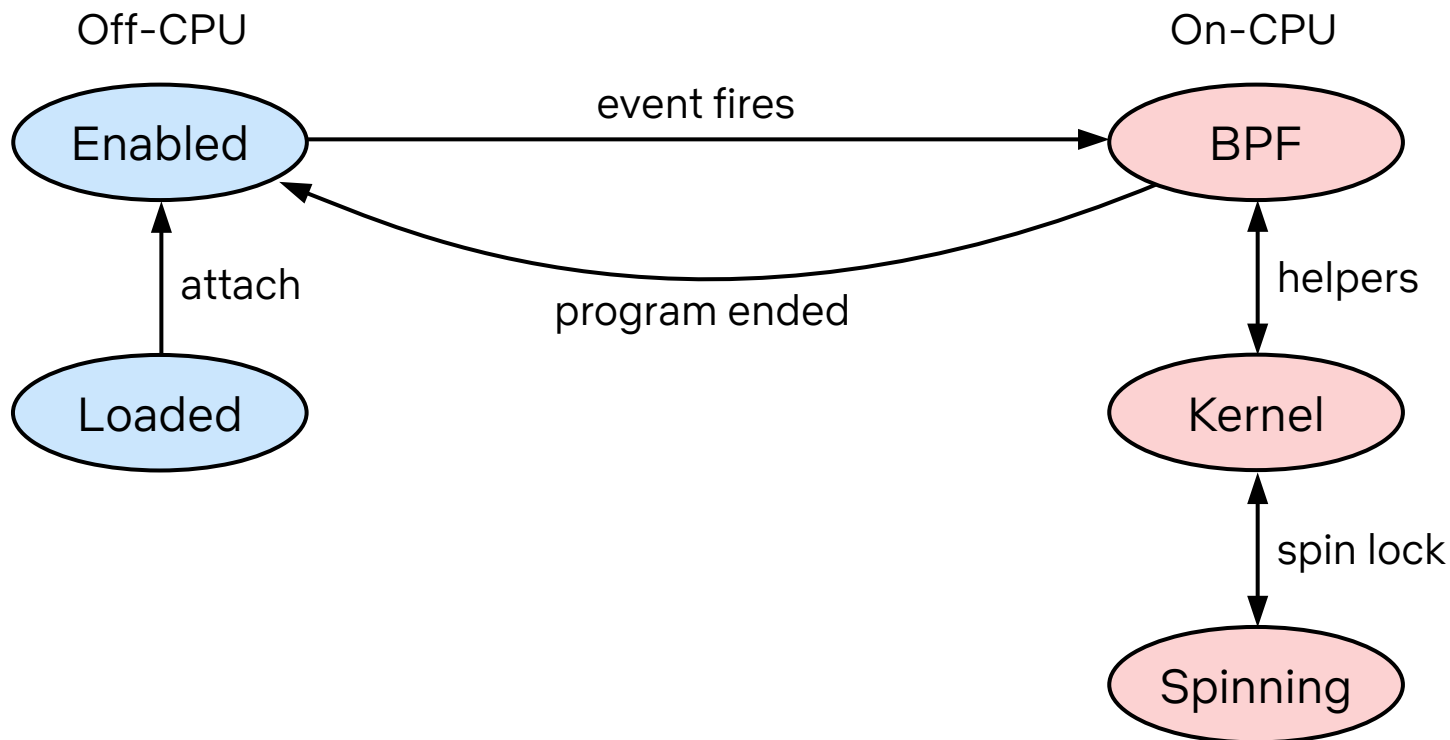 Off-CPU
On-CPU
Enabled
event fires
BPF
attach
program ended
helpers
Loaded
Kernel
spin lock
Spinning